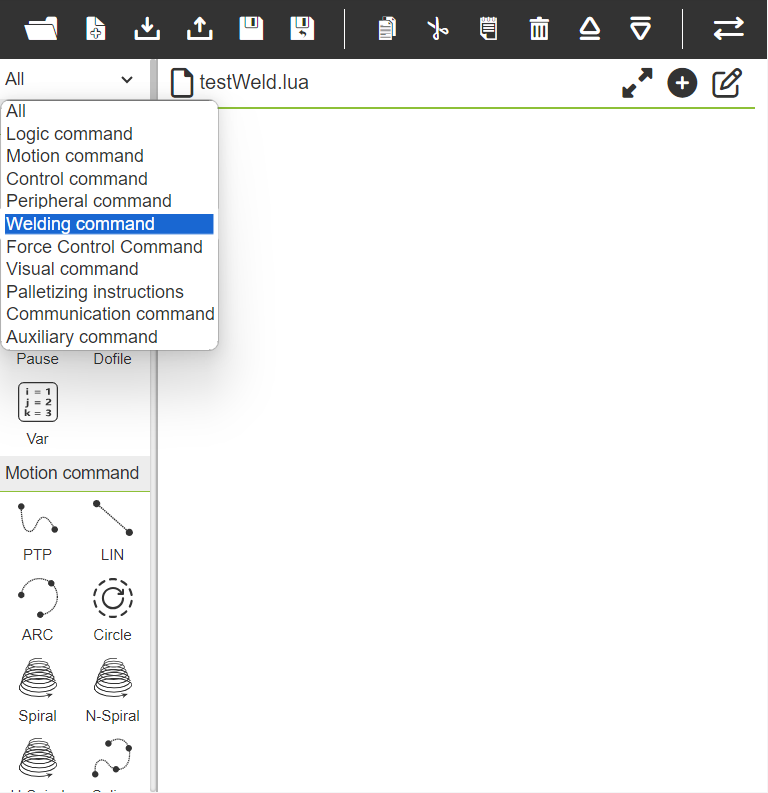 All
testWeld.lua
All
Logic command
Motion command
Control command
Peripheral command
Welding command
Force Control Command
Visual command
Palletizing instructions
Communication command
Auxiliary command
Pause Dofile
i = 1
j = 2
k = 3
Var
Motion command
PTP LIN
ARC Circle
Spiral N-Spiral